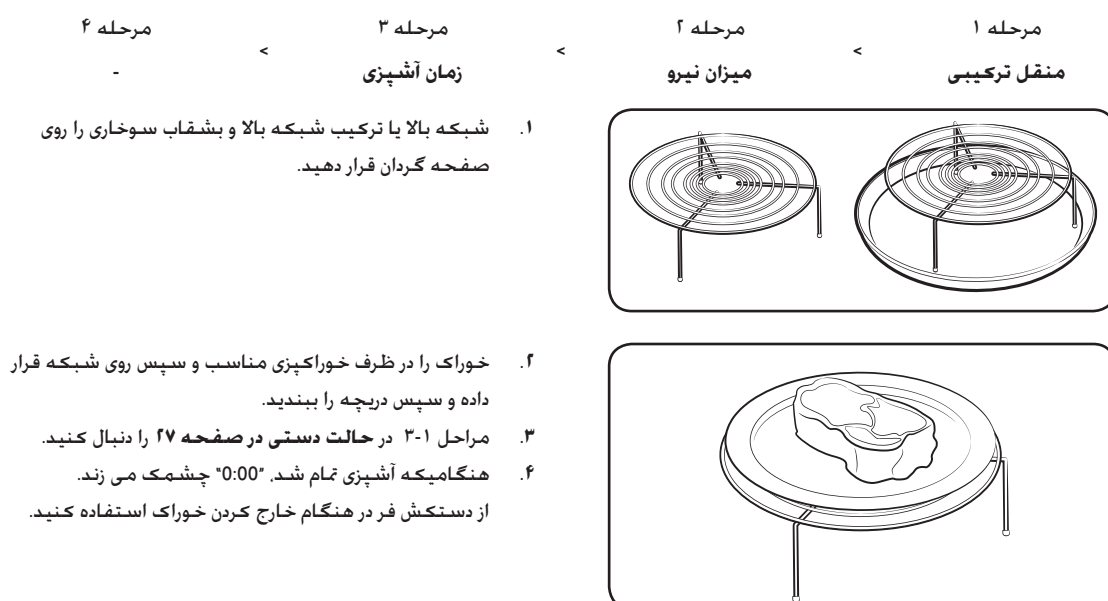 مرحله ۱ > مرحله ۲ > مرحله ۳ > مرحله ۴
منقل ترکیبی میزان نیرو زمان آشپزی -
۱. شبکه بالا یا ترکیب شبکه بالا و بشقاب سوخاری را روی
صفحه گردان قرار دهید.
۲. خوراک را در ظرف خوراکپزی مناسب و سپس روی شبکه قرار
داده و سپس دریچه را ببندید.
۳. مراحل ۱-۳ در حالت دستی در صفحه ۲۷ را دنبال کنید.
۴. هنگامیکه آشپزی تمام شد، "0:00" چشمک می زند.
از دستکش فر در هنگام خارج کردن خوراک استفاده کنید.